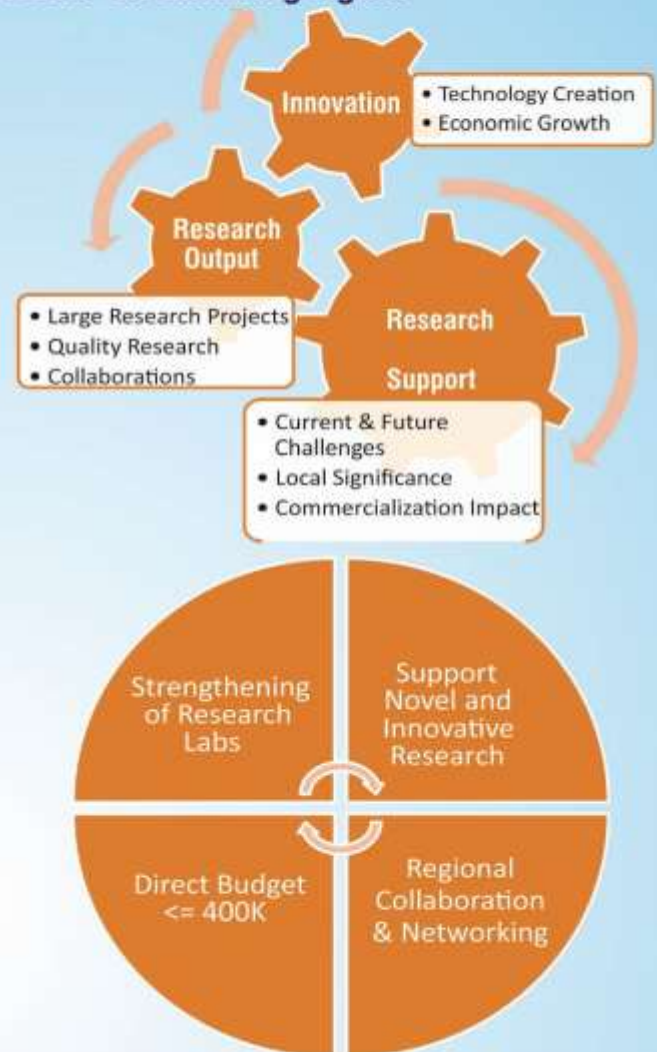 Innovation
• Technology Creation
• Economic Growth
Research
Output
• Large Research Projects
• Quality Research
• Collaborations
Research
Support
• Current & Future
Challenges
• Local Significance
• Commercialization Impact
Strengthening
of Research
Labs
Support
Novel and
Innovative
Research
Direct Budget
<= 400K
Regional
Collaboration
& Networking